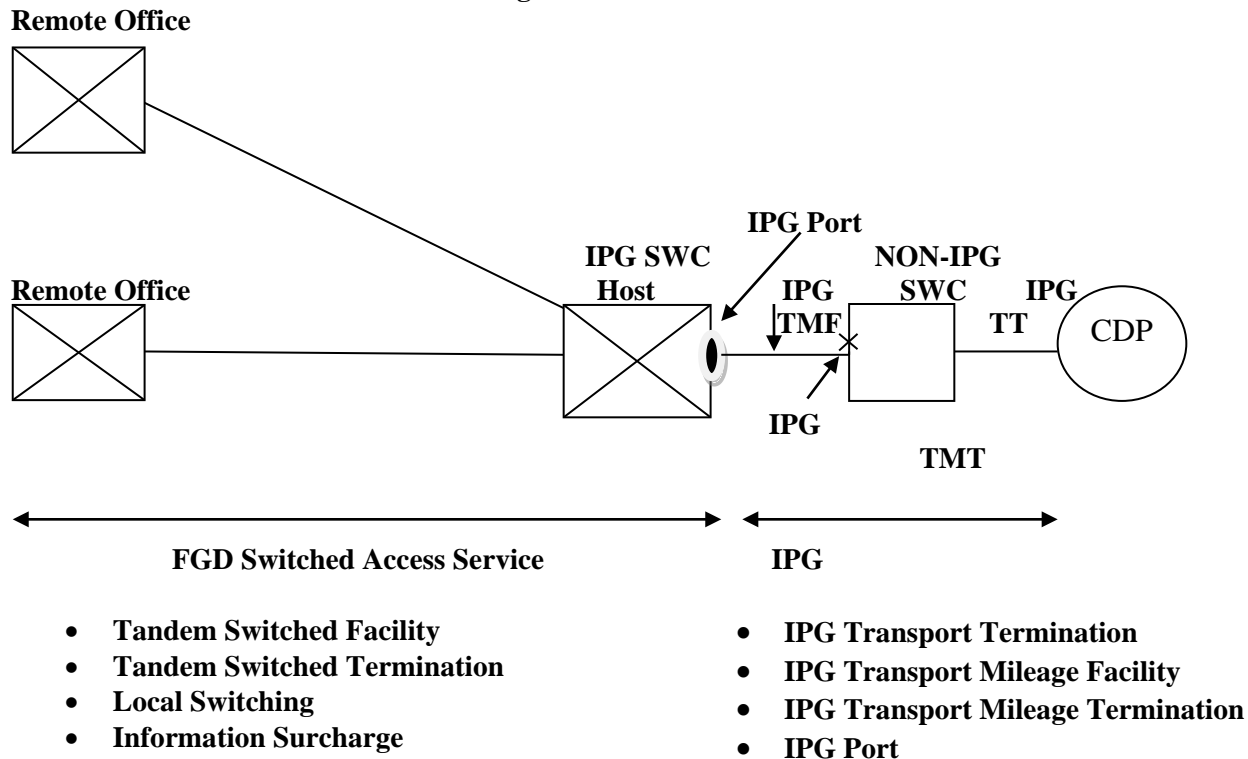 Remote Office
IPG Port
IPG SWC
Host
NON-IPG
SWC
Remote Office
IPG
TMF
IPG
TT
CDP
IPG
TMT
FGD Switched Access Service
IPG
• Tandem Switched Facility
• Tandem Switched Termination
• Local Switching
• Information Surcharge
• IPG Transport Termination
• IPG Transport Mileage Facility
• IPG Transport Mileage Termination
• IPG Port